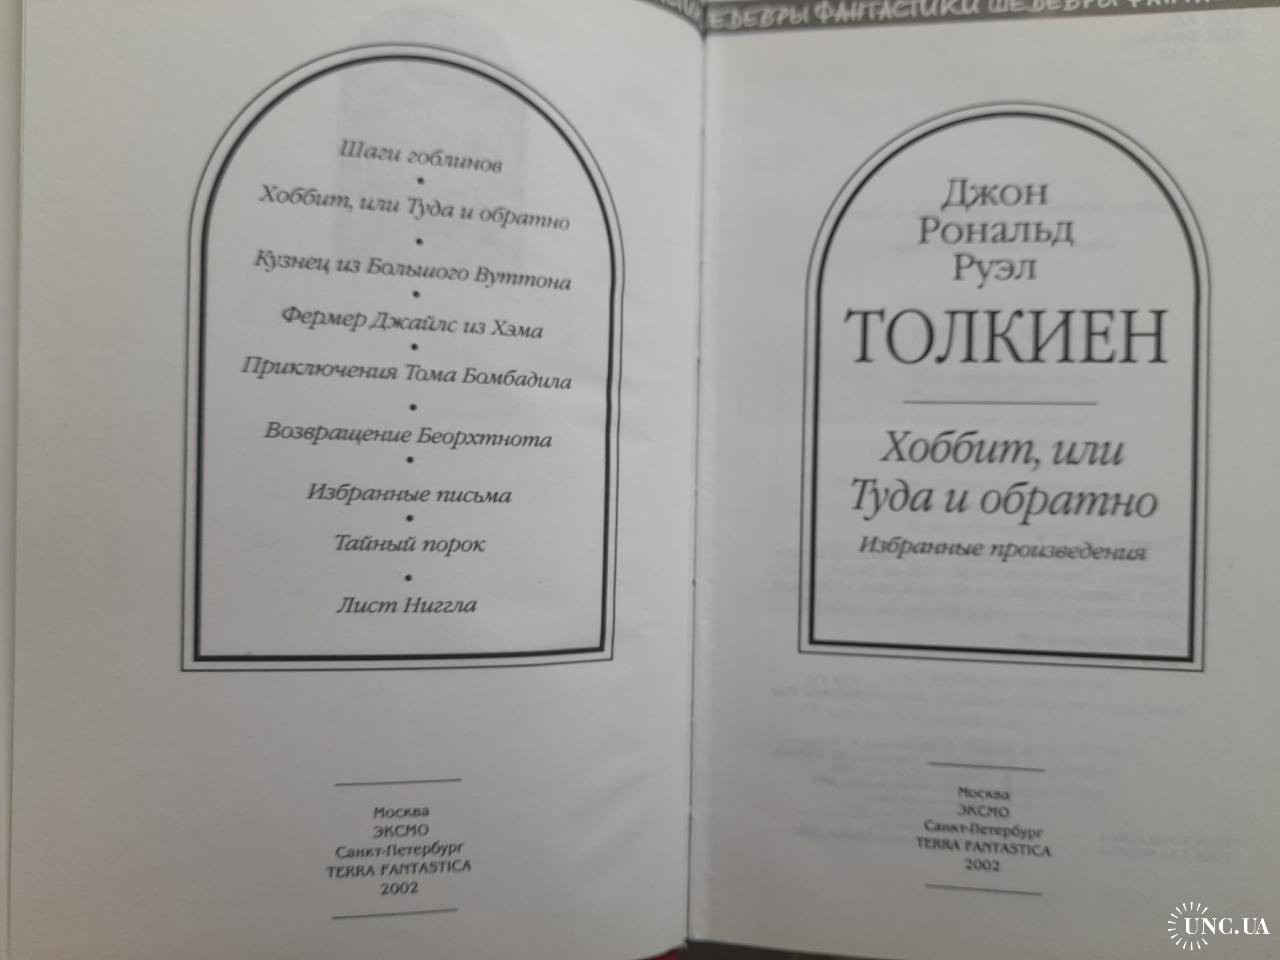 Шаги гоблинов
•
Хоббит, или Туда и обратно
•
Кузнец из Большого Вуттона
•
Фермер Джайлс из Хэма
•
Приключения Тома Бомбадила
•
Возвращение Беорхтнота
•
Избранные письма
•
Тайный порок
•
Лист Ниггла
Москва
ЭКСМО
Санкт-Петербург
TERRA FANTASTICA
2002
ШЕДЕВРЫ ФАНТАСТИКИ ШЕДЕВРЫ
Джон
Рональд
Руэл
ТОЛКИЕН
Хоббит, или
Туда и обратно
Избранные произведения
Москва
ЭКСМО
Санкт-Петербург
TERRA FANTASTICA
2002
UNC.UA